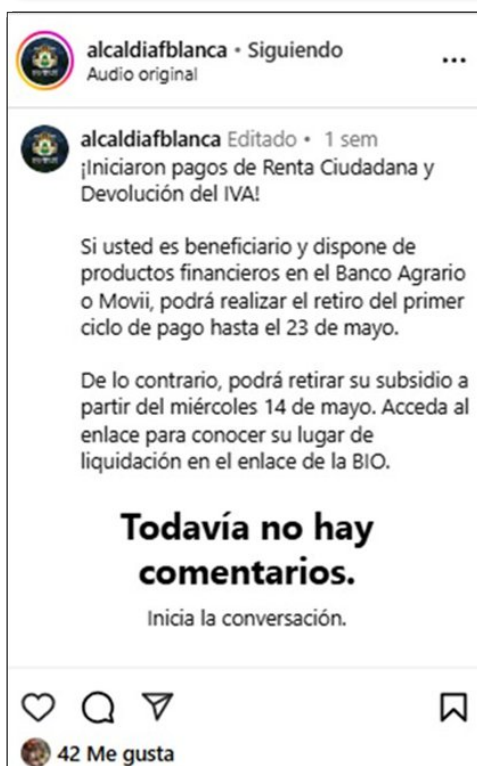 alcaldiafblanca • Siguiendo
Audio original
alcaldiafblanca Editado • 1 sem
¡Iniciaron pagos de Renta Ciudadana y
Devolución del IVA!
Si usted es beneficiario y dispone de
productos financieros en el Banco Agrario
o Movii, podrá realizar el retiro del primer
ciclo de pago hasta el 23 de mayo.
De lo contrario, podrá retirar su subsidio a
partir del miércoles 14 de mayo. Acceda al
enlace para conocer su lugar de
liquidación en el enlace de la BIO.
Todavía no hay
comentarios.
Inicia la conversación.
42 Me gusta